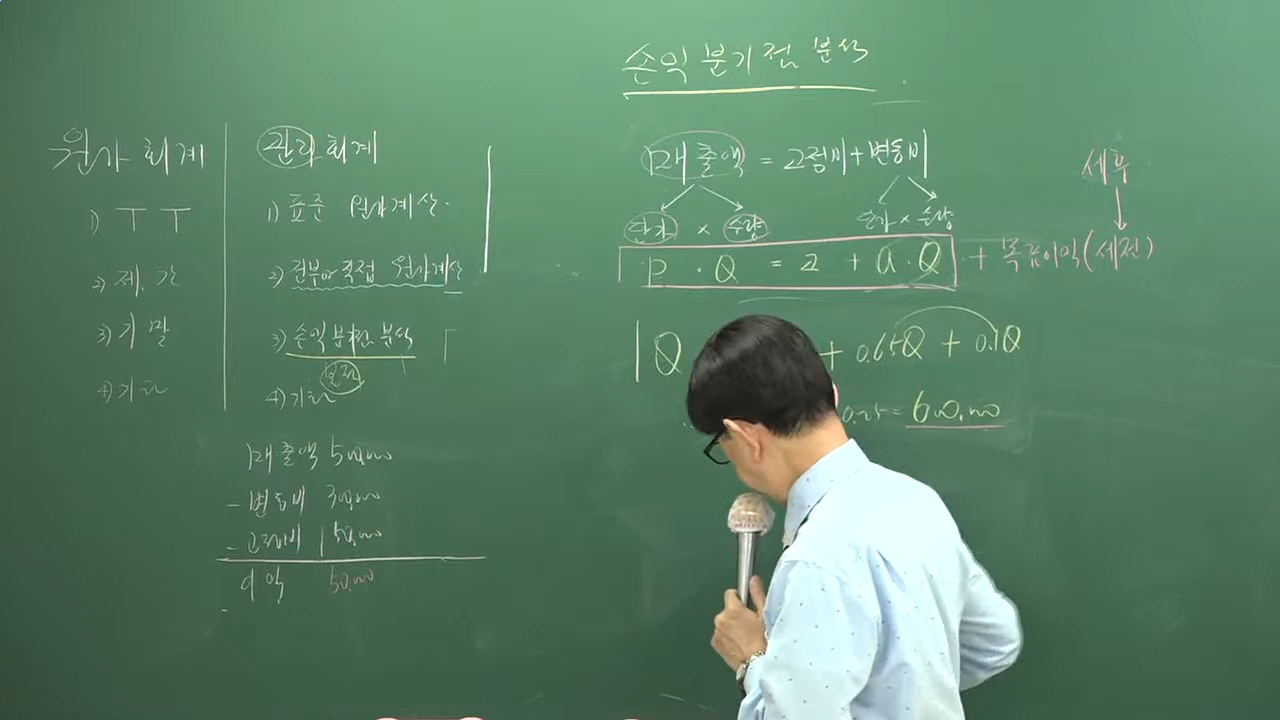 손익분기점 분석
원가회계
1) T T
2) 제, 간
3) 기말
4) 기타
관리회계
1) 표준 원가계산
2) 전부와 직접 원가계산
3) 손익분기점 분석
4) 기타
매출액 500,000
- 변동비 300,000
- 고정비 150,000
이익 50,000
매출액 = 고정비 + 변동비
단가 × 수량
단가 × 수량
P · Q = a + a · Q + 목표이익(세전)
세후
1Q
+ 0.65Q + 0.1Q
0.25 = 600,000